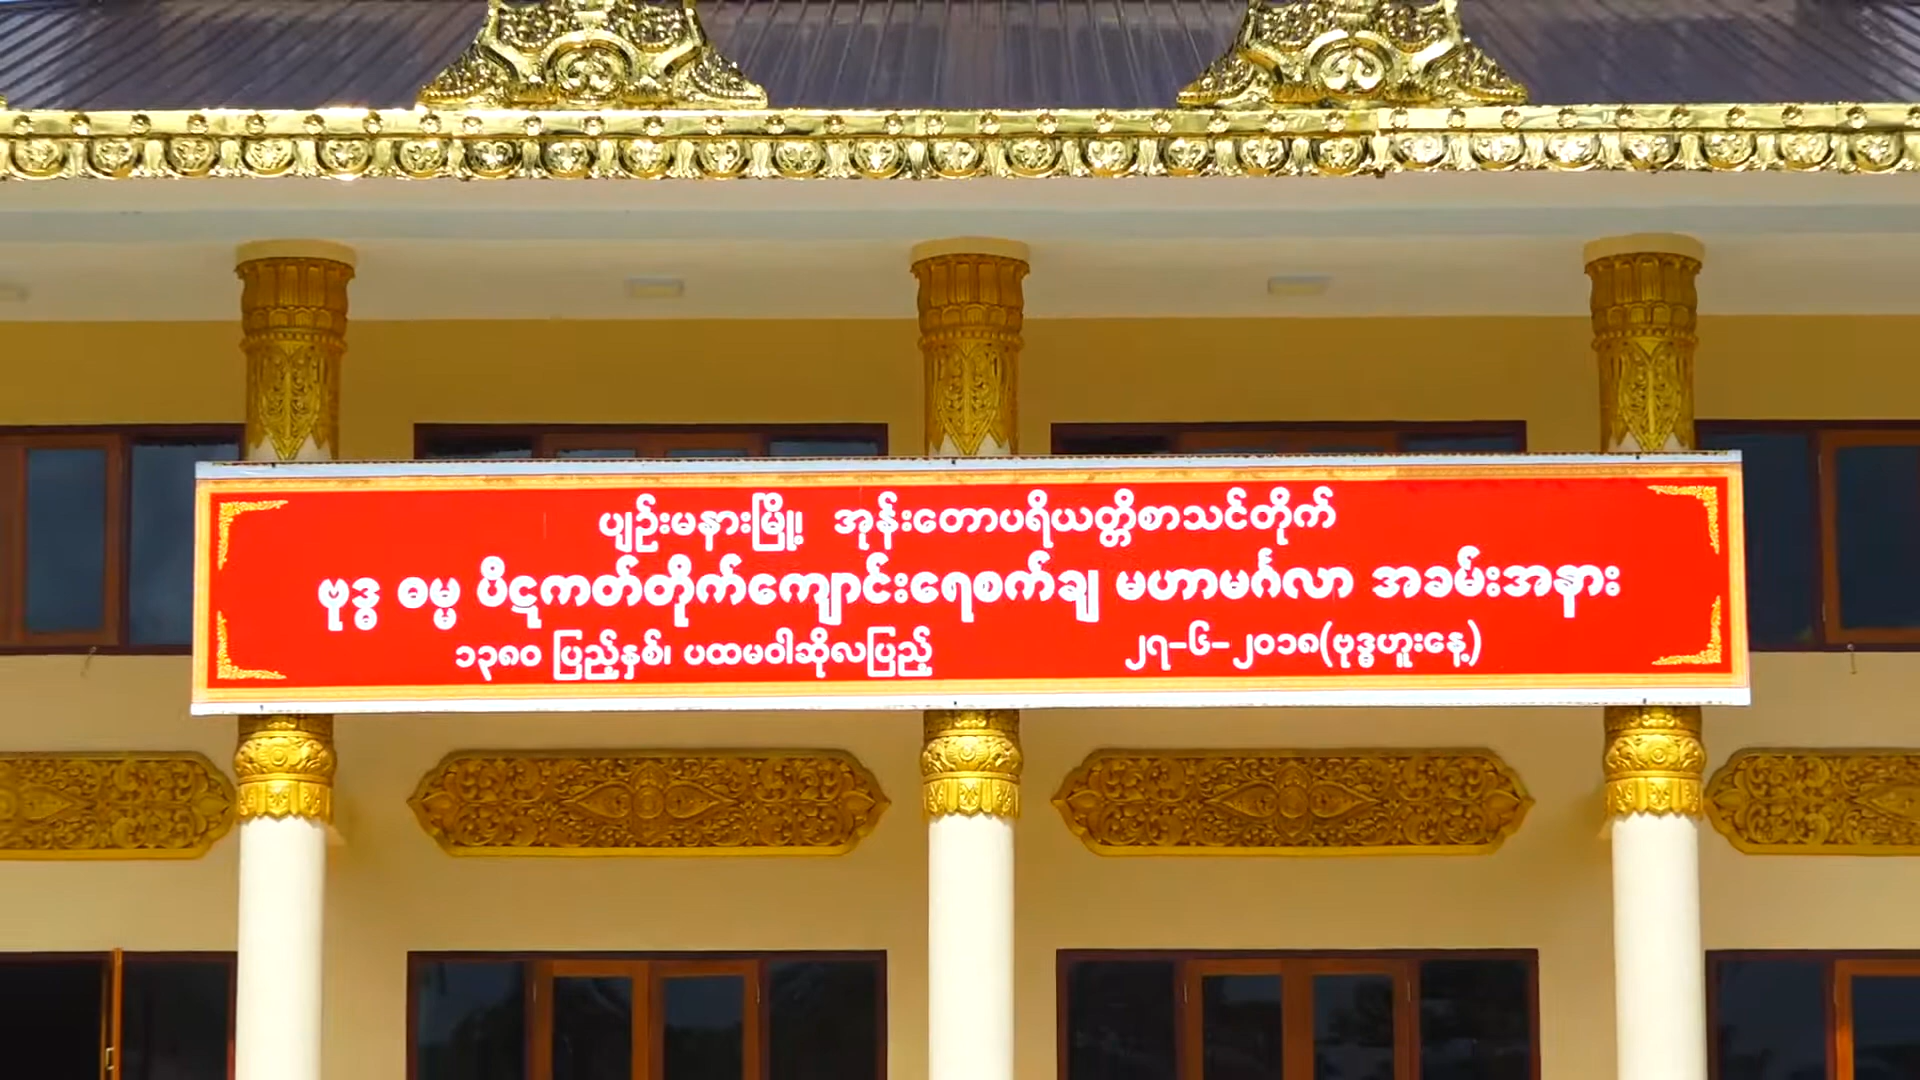 ပျဉ်းမနားမြို့၊ အုန်းတောပရိယတ္တိစာသင်တိုက်
ဗုဒ္ဓ ဓမ္မ ပိဋကတ်တိုက်ကျောင်းရေစက်ချ မဟာမင်္ဂလာ အခမ်းအနား
၁၃၈၀ ပြည့်နှစ်၊ ပထမဝါဆိုလပြည့် ၂၇-၆-၂၀၁၈(ဗုဒ္ဓဟူးနေ့)